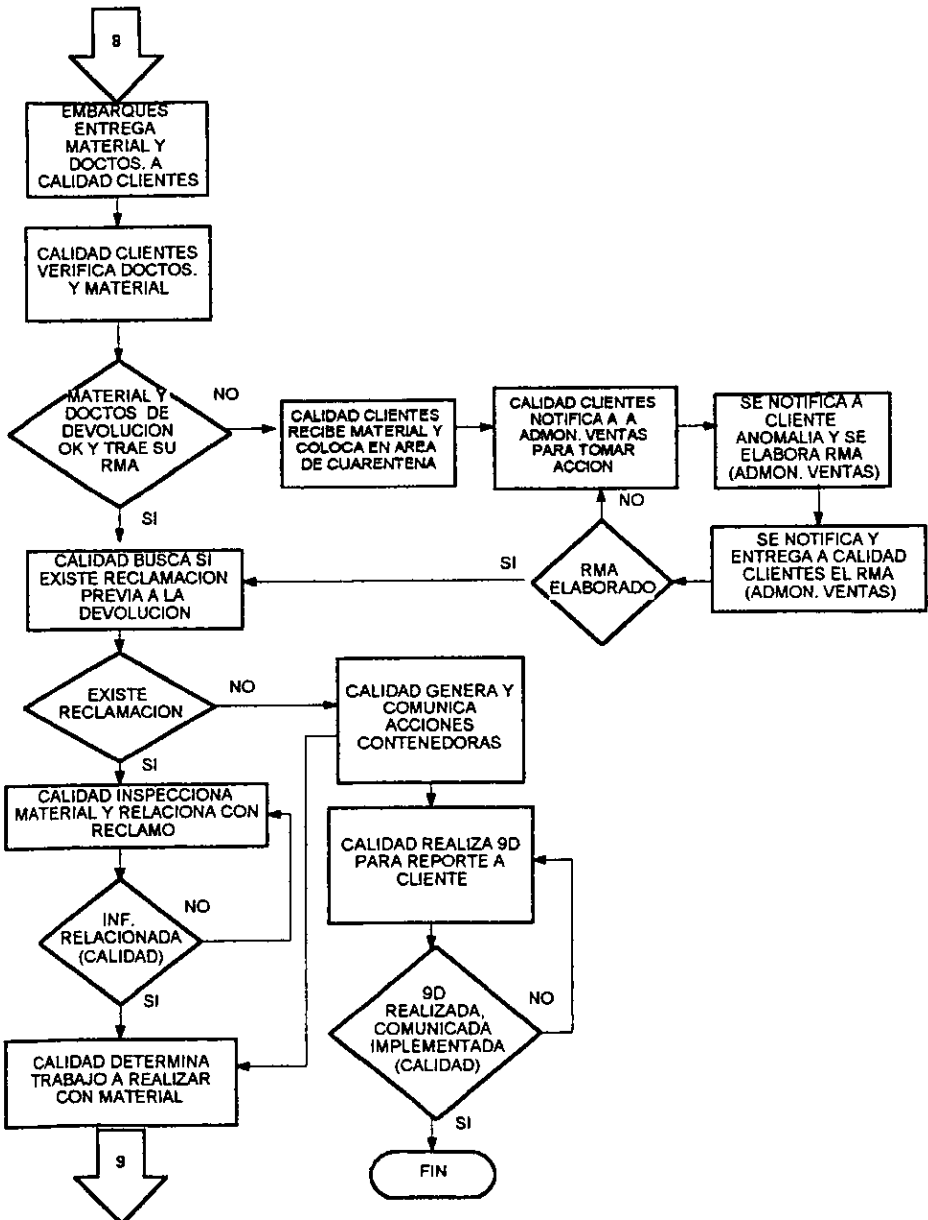 8
EMBARQUES
ENTREGA
MATERIAL Y
DOCTOS. A
CALIDAD CLIENTES
CALIDAD CLIENTES
VERIFICA DOCTOS.
Y MATERIAL
MATERIAL Y
DOCTOS DE
DEVOLUCION
OK Y TRAE SU
RMA
NO
CALIDAD CLIENTES
RECIBE MATERIAL Y
COLOCA EN AREA
DE CUARENTENA
CALIDAD CLIENTES
NOTIFICA A A
ADMON. VENTAS
PARA TOMAR
ACCION
SE NOTIFICA A
CLIENTE
ANOMALIA Y SE
ELABORA RMA
(ADMON. VENTAS)
SE NOTIFICA Y
ENTREGA A CALIDAD
CLIENTES EL RMA
(ADMON. VENTAS)
RMA
ELABORADO
NO
SI
SI
CALIDAD BUSCA SI
EXISTE RECLAMACION
PREVIA A LA
DEVOLUCION
EXISTE
RECLAMACION
NO
CALIDAD GENERA Y
COMUNICA
ACCIONES
CONTENEDORAS
SI
CALIDAD INSPECCIONA
MATERIAL Y RELACIONA CON
RECLAMO
INF.
RELACIONADA
(CALIDAD)
NO
SI
CALIDAD REALIZA 9D
PARA REPORTE A
CLIENTE
9D
REALIZADA,
COMUNICADA
IMPLEMENTADA
(CALIDAD)
NO
SI
FIN
CALIDAD DETERMINA
TRABAJO A REALIZAR
CON MATERIAL
9